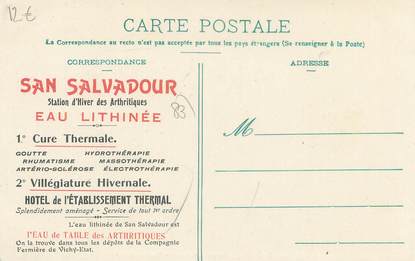 12 €
CARTE POSTALE
La Correspondance au recto n'est pas acceptée par tous les pays étrangers (Se renseigner à la Poste)
CORRESPONDANCE
ADRESSE
SAN SALVADOUR
Station d'Hiver des Arthritiques
EAU LITHINÉE
83
1.º Cure Thermale.
GOUTTE HYDROTHÉRAPIE
RHUMATISME MASSOTHÉRAPIE
ARTÉRIO-SCLÉROSE ÉLECTROTHÉRAPIE
2º Villégiature Hivernale.
HOTEL de l'ÉTABLISSEMENT THERMAL
Splendidement aménagé - Service de tout 1er ordre
L'eau lithinée de San Salvadour est
l'EAU de TABLE des ARTHRITIQUES
On la trouve dans tous les dépôts de la Compagnie
Fermière de Vichy-Etat.
M